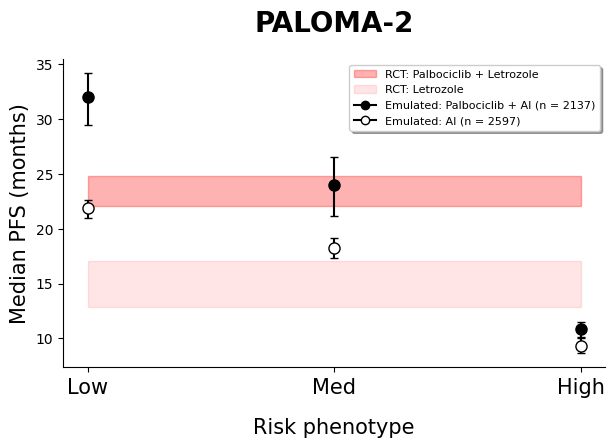 PALOMA-2
RCT: Palbociclib + Letrozole
RCT: Letrozole
Emulated: Palbociclib + AI (n = 2137)
Emulated: AI (n = 2597)
Median PFS (months)
35
30
25
20
15
10
Low
Med
High
Risk phenotype